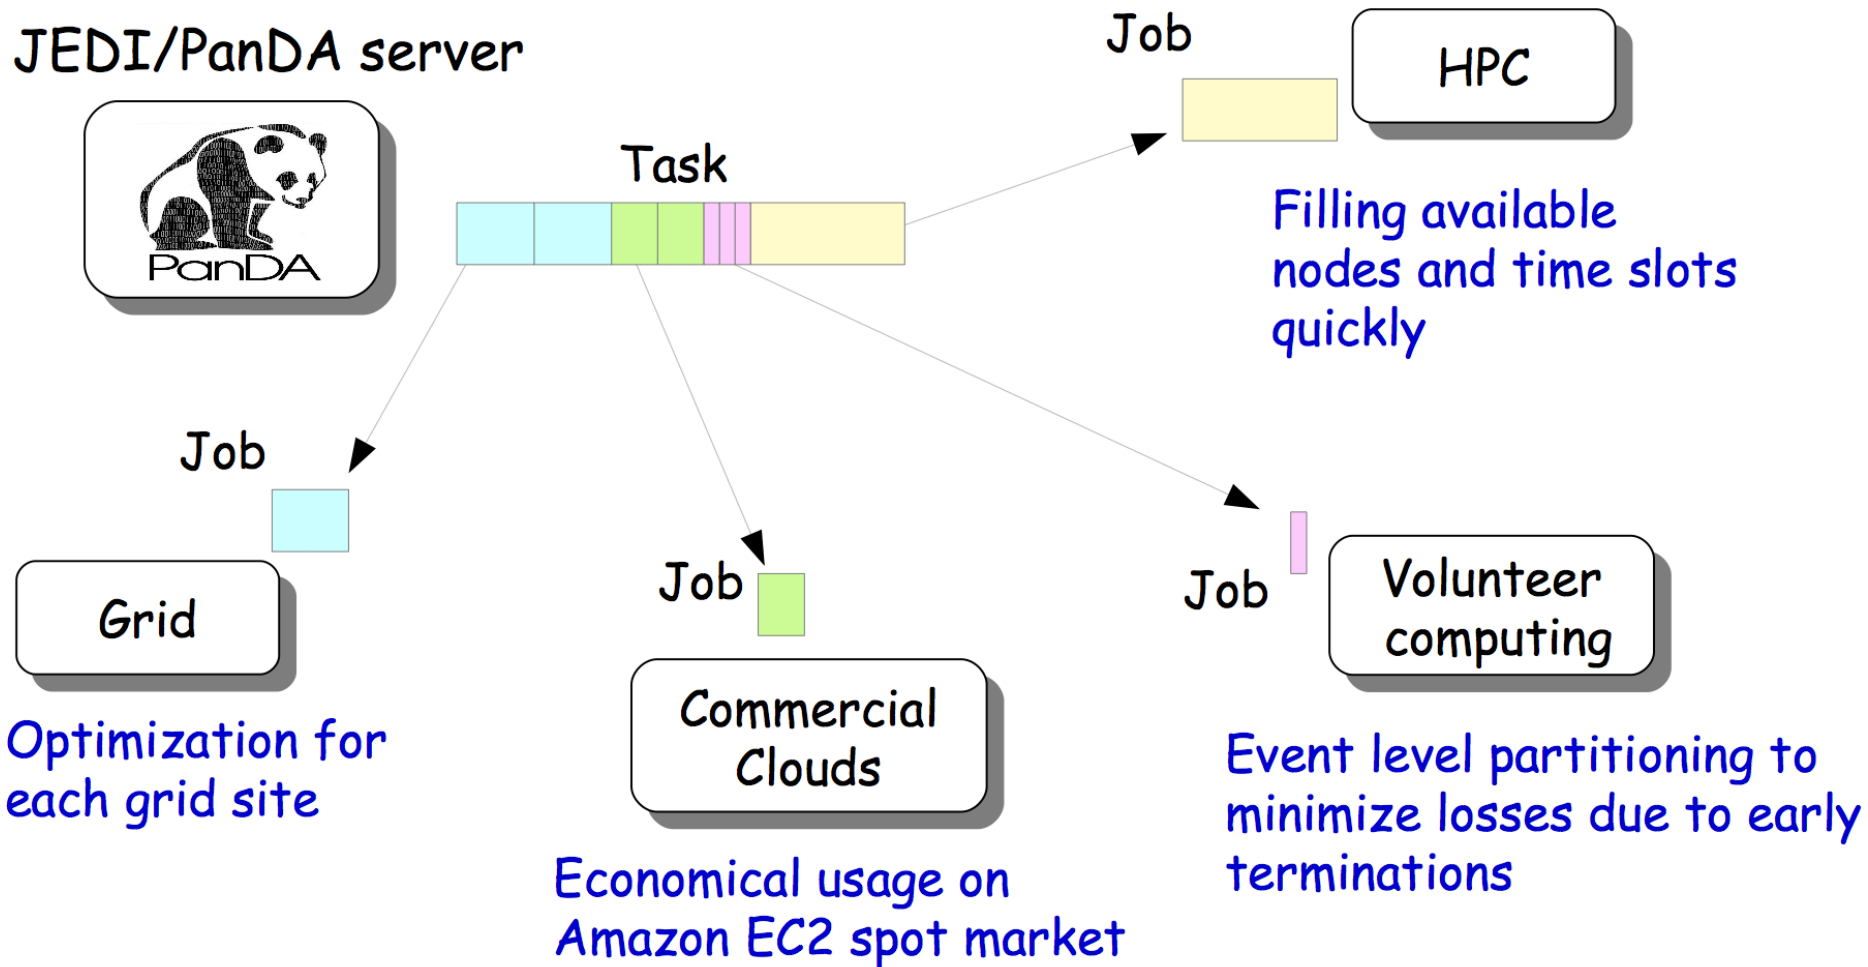 JEDI/PanDA server
PanDA
Task
Job
HPC
Filling available
nodes and time slots
quickly
Job
Grid
Optimization for
each grid site
Job
Commercial
Clouds
Economical usage on
Amazon EC2 spot market
Job
Volunteer
computing
Event level partitioning to
minimize losses due to early
terminations